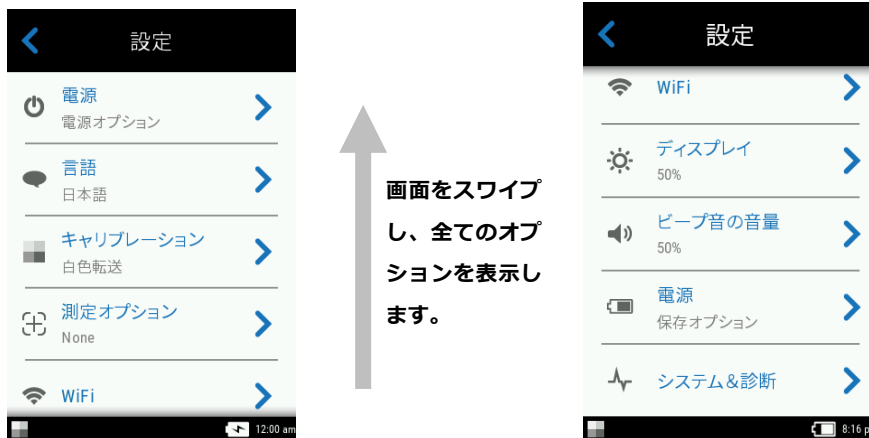 設定
電源
電源オプション
言語
日本語
キャリブレーション
白色転送
測定オプション
None
WiFi
12:00 am
画面をスワイプ
し、全てのオプ
ションを表示し
ます。
設定
WiFi
ディスプレイ
50%
ビープ音の音量
50%
電源
保存オプション
システム＆診断
8:16 p